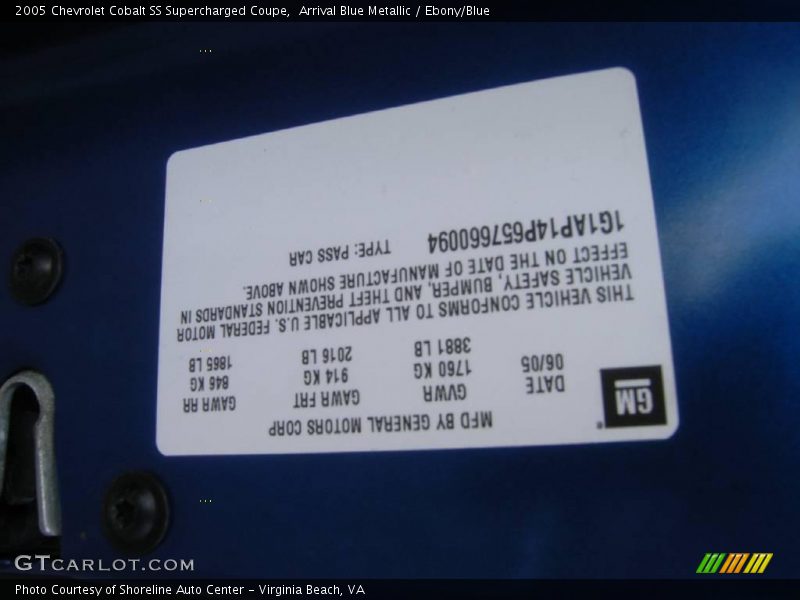 2005 Chevrolet Cobalt SS Supercharged Coupe,  Arrival Blue Metallic / Ebony/Blue
GM
MFD BY GENERAL MOTORS CORP
DATE GVWR GAWR FRT GAWR RR
06/05 1760 KG 914 KG 846 KG
3881 LB 2016 LB 1865 LB
THIS VEHICLE CONFORMS TO ALL APPLICABLE U.S. FEDERAL MOTOR
VEHICLE SAFETY, BUMPER, AND THEFT PREVENTION STANDARDS IN
EFFECT ON THE DATE OF MANUFACTURE SHOWN ABOVE.
1G1AP14P657660094 TYPE: PASS CAR
GTCARLOT.COM
Photo Courtesy of Shoreline Auto Center - Virginia Beach, VA